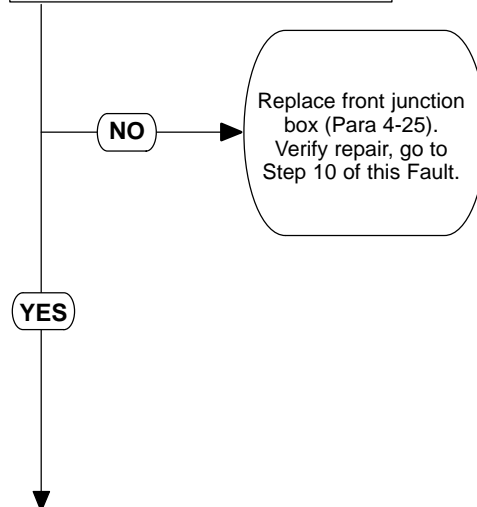 NO
Replace front junction
box (Para 4-25).
Verify repair, go to
Step 10 of this Fault.
YES